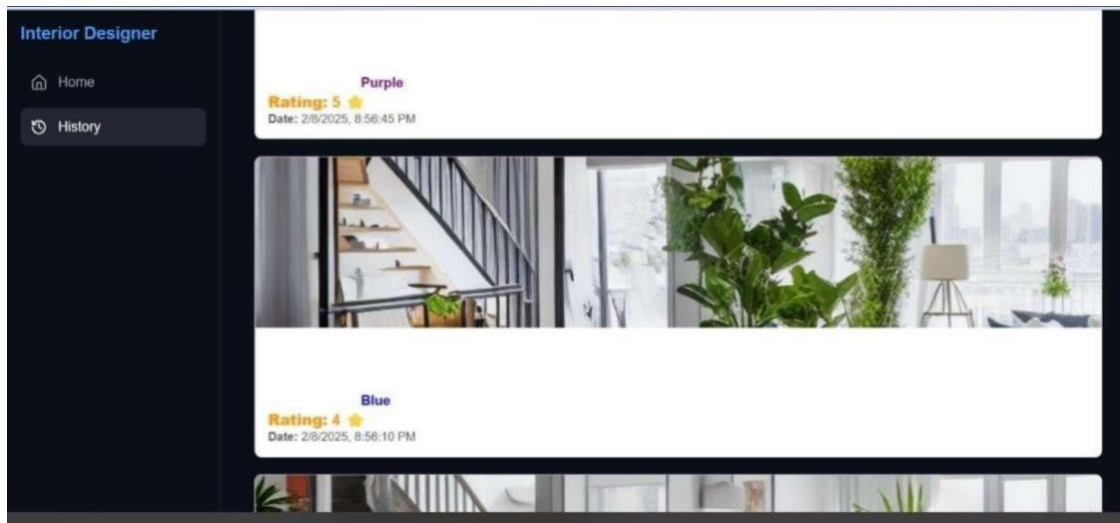 Interior Designer
Home
History
Purple
Rating: 5
Date: 2/8/2025, 8:56:45 PM
Blue
Rating: 4
Date: 2/8/2025, 8:56:10 PM